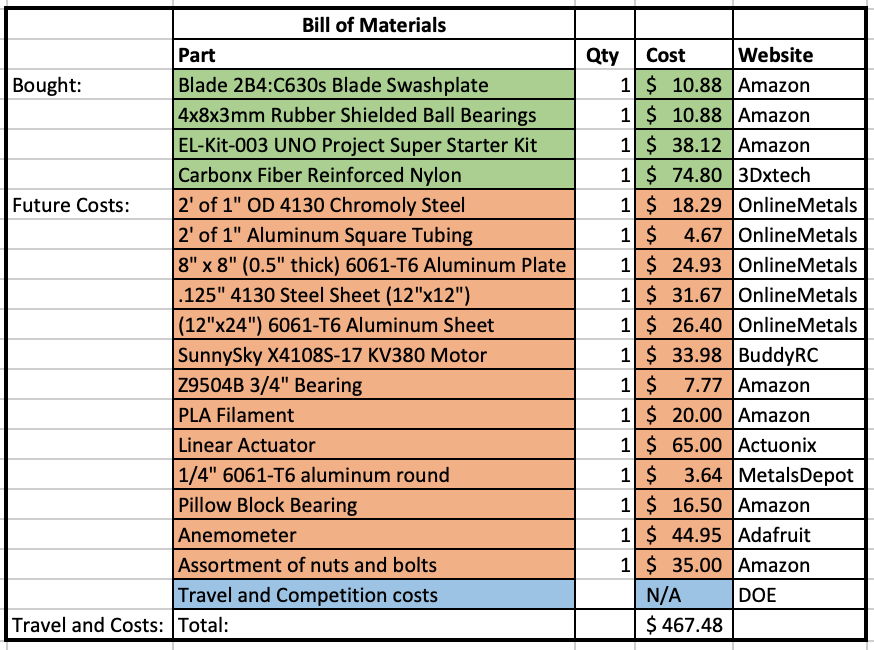 Bill of Materials
Part Qty Cost Website
Bought: Blade 2B4:C630s Blade Swashplate 1 $ 10.88 Amazon
4x8x3mm Rubber Shielded Ball Bearings 1 $ 10.88 Amazon
EL-Kit-003 UNO Project Super Starter Kit 1 $ 38.12 Amazon
Carbonx Fiber Reinforced Nylon 1 $ 74.80 3Dxtech
Future Costs: 2' of 1" OD 4130 Chromoly Steel 1 $ 18.29 OnlineMetals
2' of 1" Aluminum Square Tubing 1 $ 4.67 OnlineMetals
8" x 8" (0.5" thick) 6061-T6 Aluminum Plate 1 $ 24.93 OnlineMetals
.125" 4130 Steel Sheet (12"x12") 1 $ 31.67 OnlineMetals
(12"x24") 6061-T6 Aluminum Sheet 1 $ 26.40 OnlineMetals
SunnySky X4108S-17 KV380 Motor 1 $ 33.98 BuddyRC
Z9504B 3/4" Bearing 1 $ 7.77 Amazon
PLA Filament 1 $ 20.00 Amazon
Linear Actuator 1 $ 65.00 Actuonix
1/4" 6061-T6 aluminum round 1 $ 3.64 MetalsDepot
Pillow Block Bearing 1 $ 16.50 Amazon
Anemometer 1 $ 44.95 Adafruit
Assortment of nuts and bolts 1 $ 35.00 Amazon
Travel and Competition costs N/A DOE
Travel and Costs: Total: $ 467.48